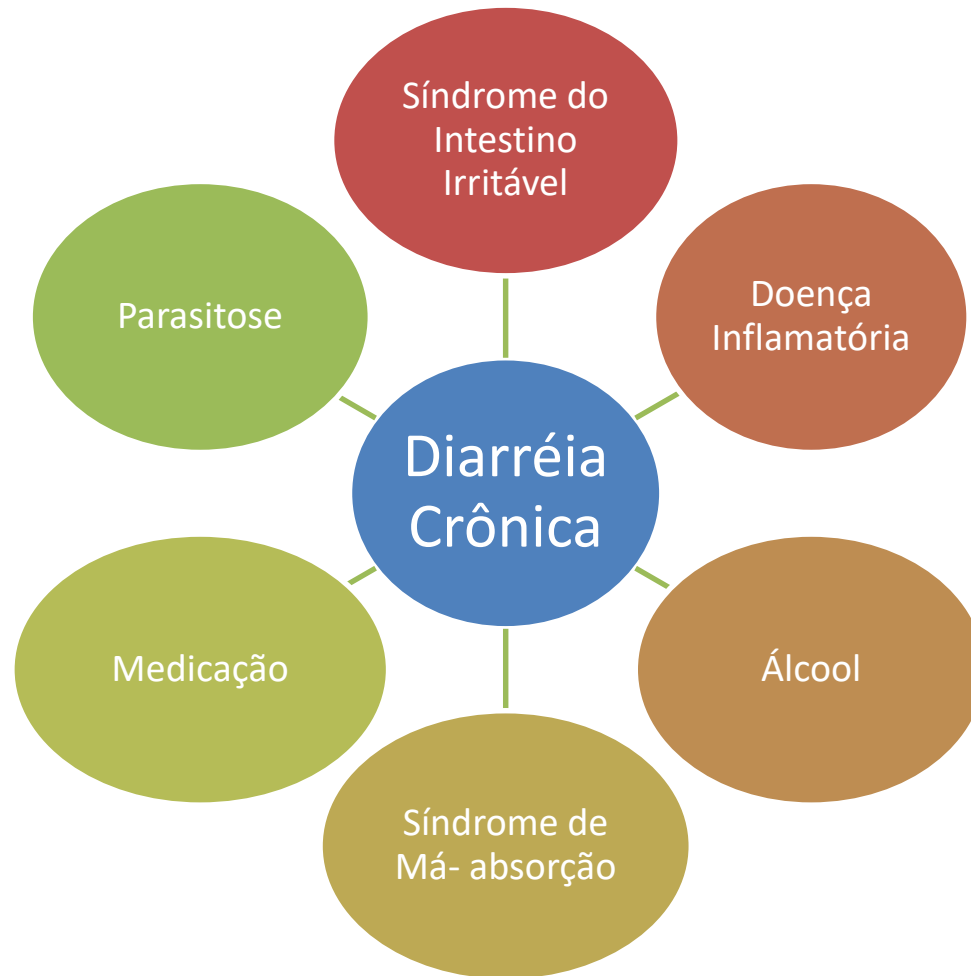 Síndrome do
Intestino
Irritável
Doença
Inflamatória
Parasitose
Diarréia
Crônica
Medicação
Álcool
Síndrome de
Má- absorção